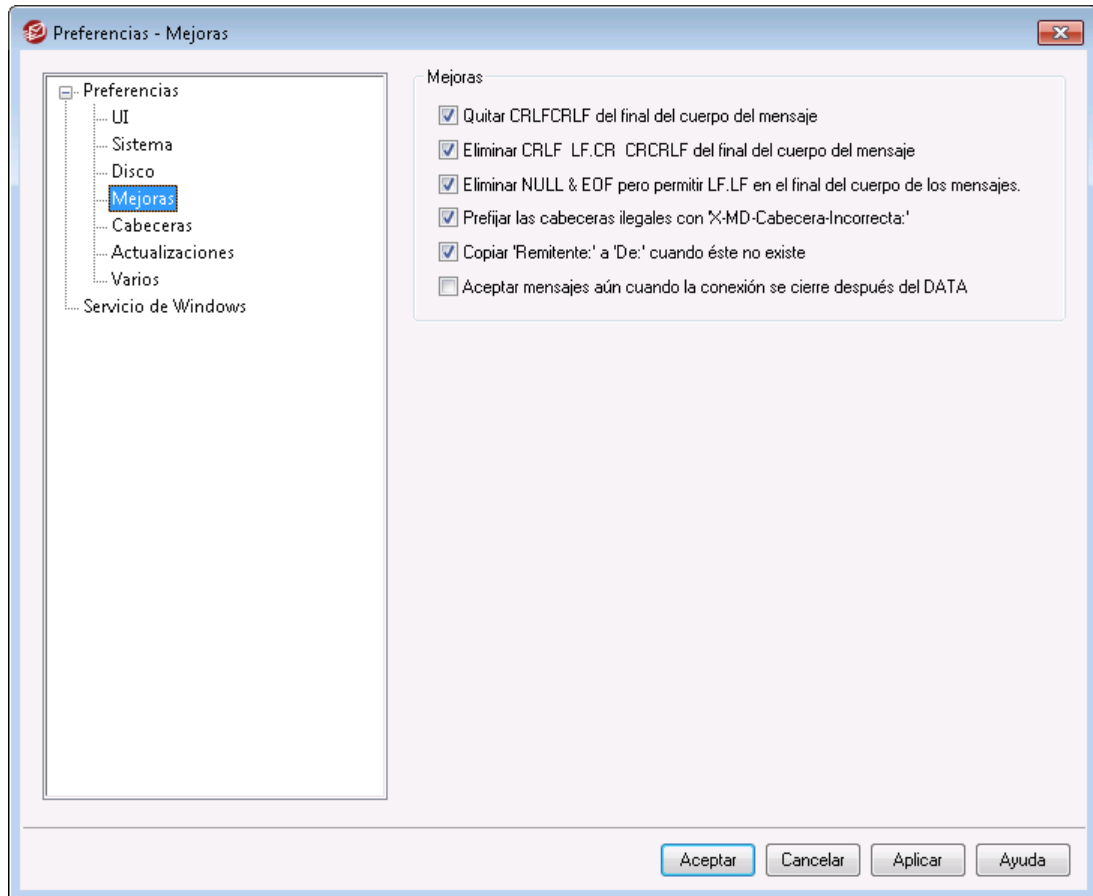 Preferencias - Mejoras
Preferencias
UI
Sistema
Disco
Mejoras
Cabeceras
Actualizaciones
Varios
Servicio de Windows
Mejoras
Quitar CRLFCRLF del final del cuerpo del mensaje
Eliminar CRLF LF.CR CRCRLF del final del cuerpo del mensaje
Eliminar NULL & EOF pero permitir LF.LF en el final del cuerpo de los mensajes.
Prefijar las cabeceras ilegales con 'X-MD-Cabecera-Incorrecta:'
Copiar 'Remitente:' a 'De:' cuando éste no existe
Aceptar mensajes aún cuando la conexión se cierre después del DATA
Aceptar
Cancelar
Aplicar
Ayuda